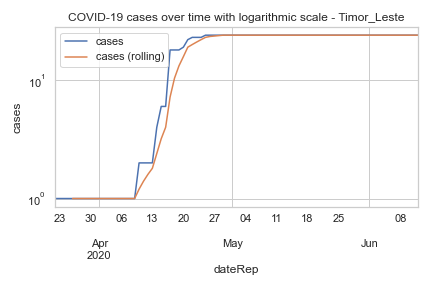 COVID-19 cases over time with logarithmic scale - Timor_Leste
cases
cases (rolling)
10¹
10⁰
cases
23 30 06 13 20 27 04 11 18 25 08
Apr May Jun
2020
dateRep